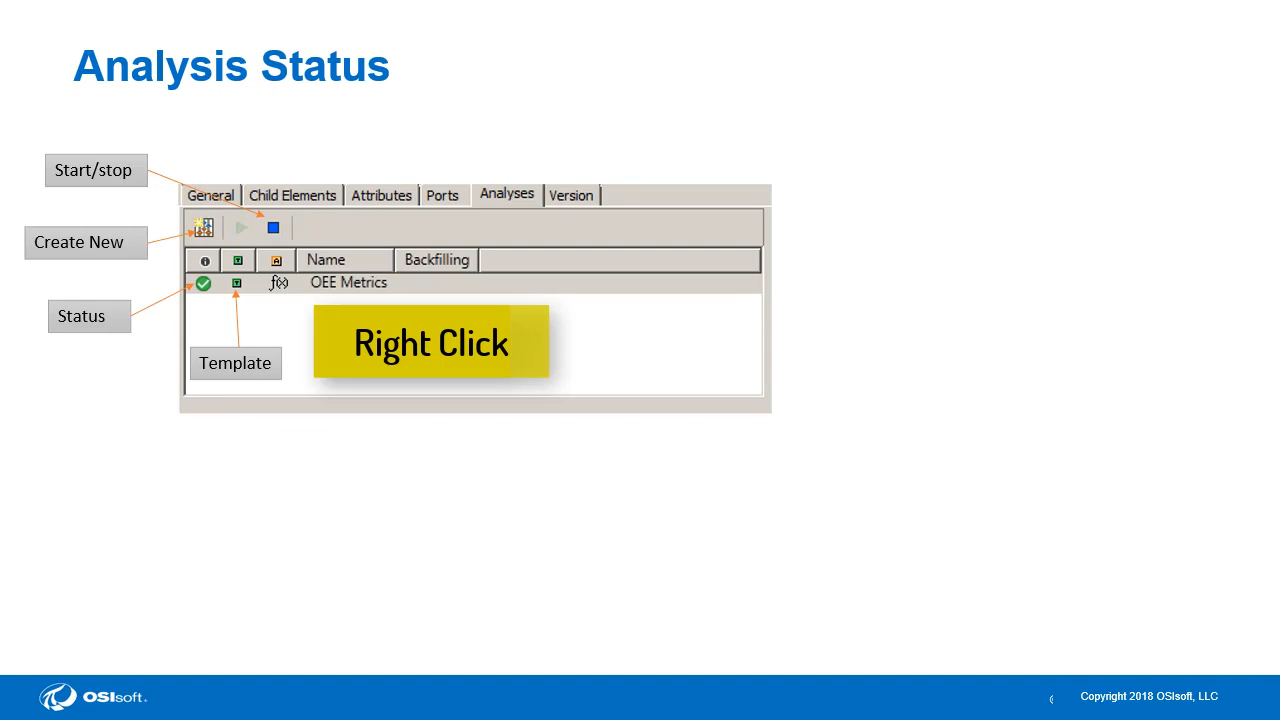 Analysis Status
Start/stop
General Child Elements Attributes Ports Analyses Version
Create New
Name Backfilling
f(x) OEE Metrics
Status
Right Click
Template
OSIsoft.
Copyright 2018 OSIsoft, LLC